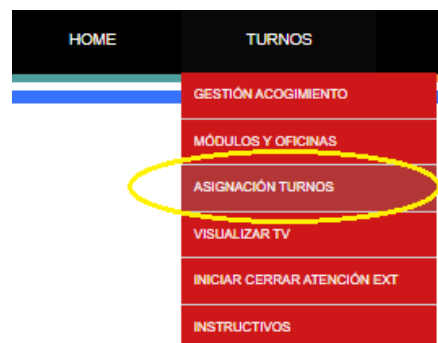 HOME TURNOS
GESTIÓN ACOGIMIENTO
MÓDULOS Y OFICINAS
ASIGNACIÓN TURNOS
VISUALIZAR TV
INICIAR CERRAR ATENCIÓN EXT
INSTRUCTIVOS